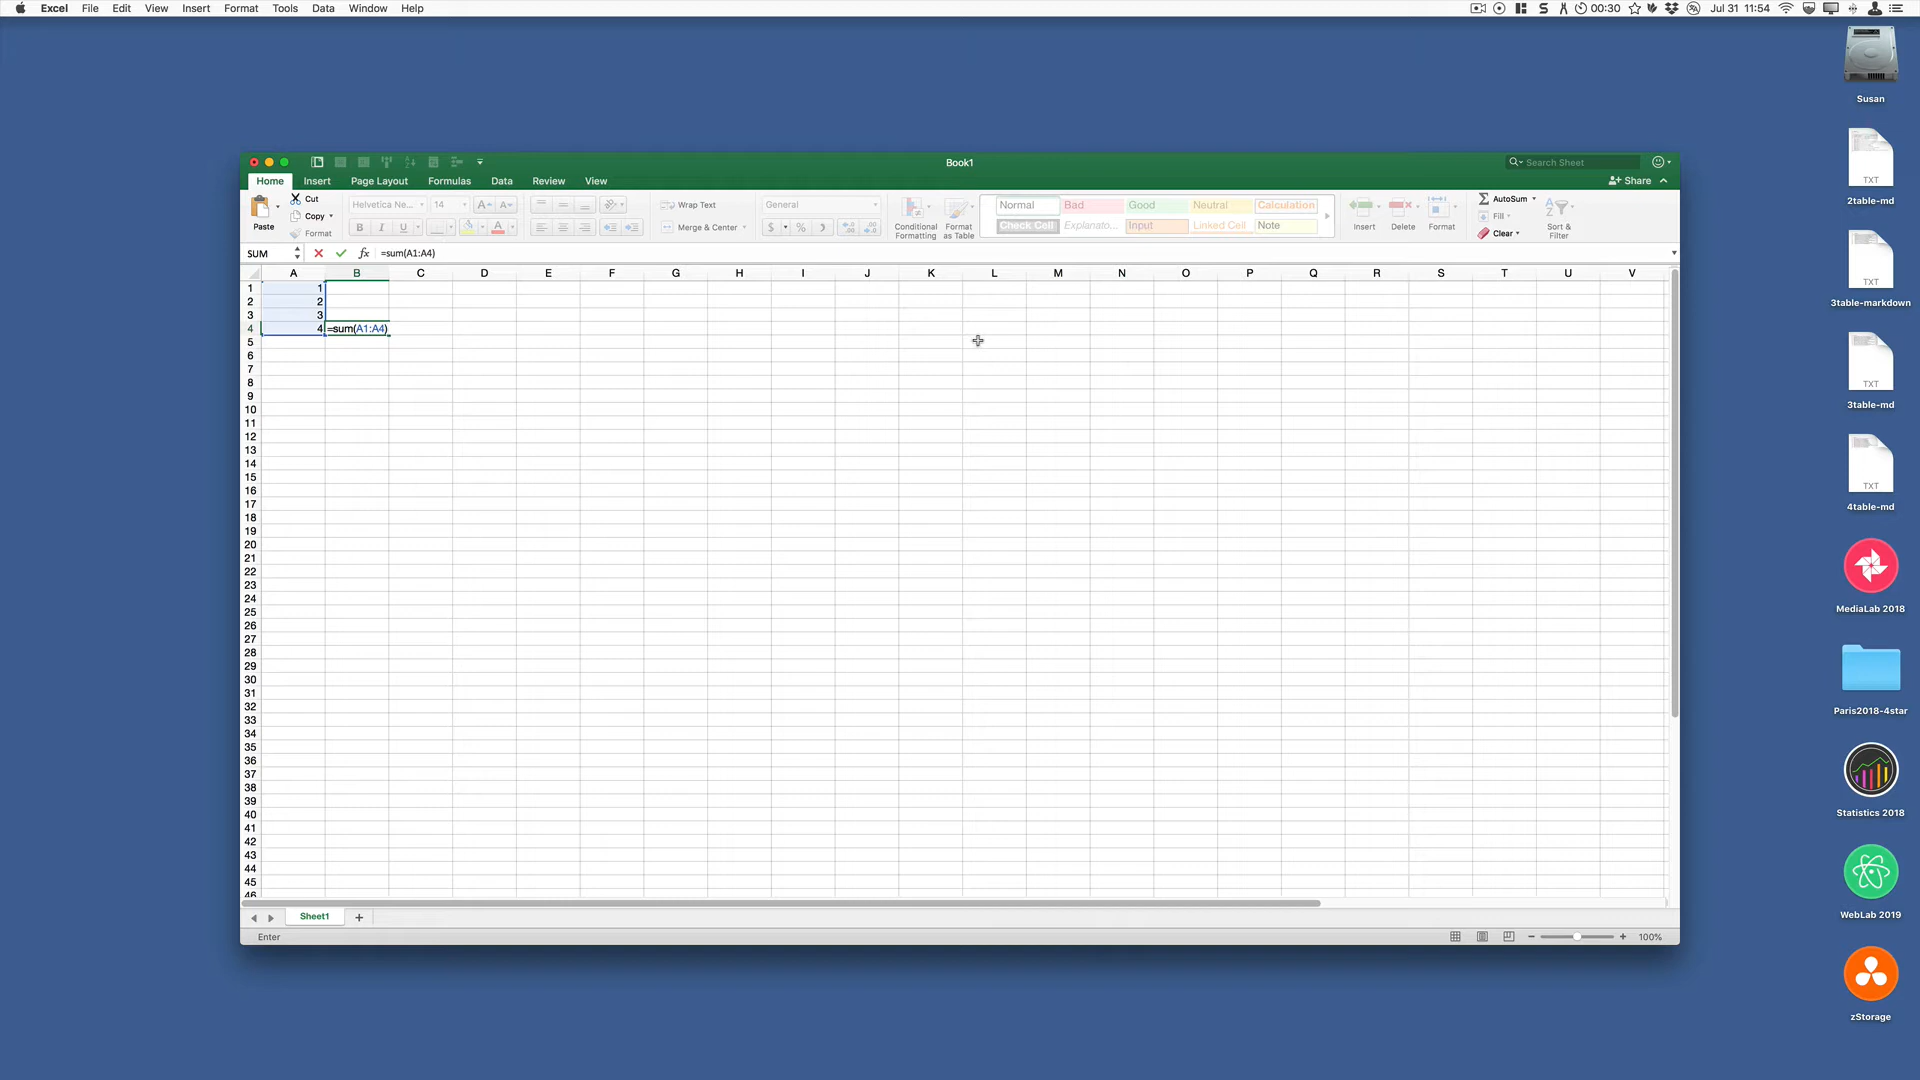 Excel File Edit View Insert Format Tools Data Window Help
00:30 Jul 31 11:54
Book1
Search Sheet
Home Insert Page Layout Formulas Data Review View
Share
Paste
Cut
Copy
Format
Helvetica Ne... 14
B I U
A
Wrap Text
Merge & Center
General
$ %
Conditional Formatting
Format as Table
Normal Bad Good Neutral Calculation
Check Cell Explanato... Input Linked Cell Note
Insert Delete Format
AutoSum
Fill
Clear
Sort & Filter
SUM fx =sum(A1:A4)
A B C D E F G H I J K L M N O P Q R S T U V
1 1
2 2
3 3
4 4 =sum(A1:A4)
5
6
7
8
9
10
11
12
13
14
15
16
17
18
19
20
21
22
23
24
25
26
27
28
29
30
31
32
33
34
35
36
37
38
39
40
41
42
43
44
45
46
Sheet1 +
Enter
100%
Susan
TXT
2table-md
TXT
3table-markdown
TXT
3table-md
TXT
4table-md
MediaLab 2018
Paris2018-4star
Statistics 2018
WebLab 2019
zStorage